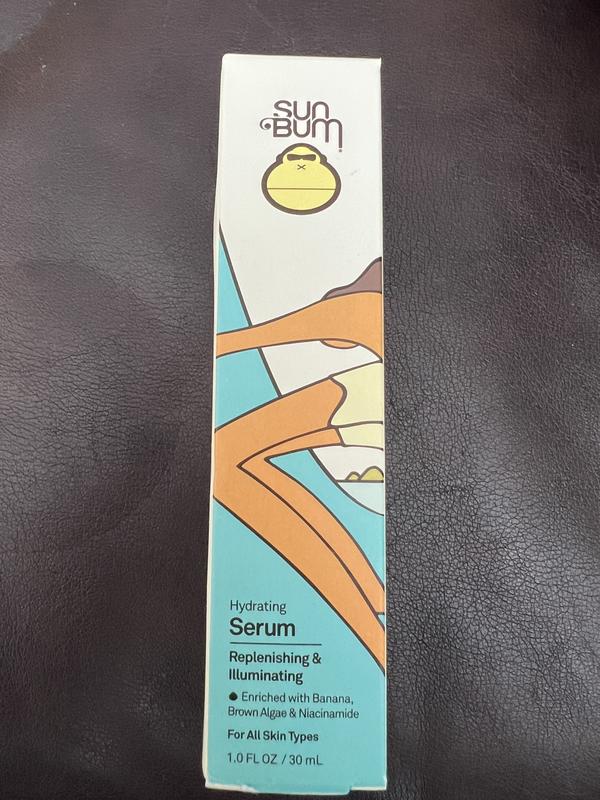 sun
BUM
Hydrating
Serum
Replenishing &
Illuminating
Enriched with Banana,
Brown Algae & Niacinamide
For All Skin Types
1.0 FL OZ / 30 mL